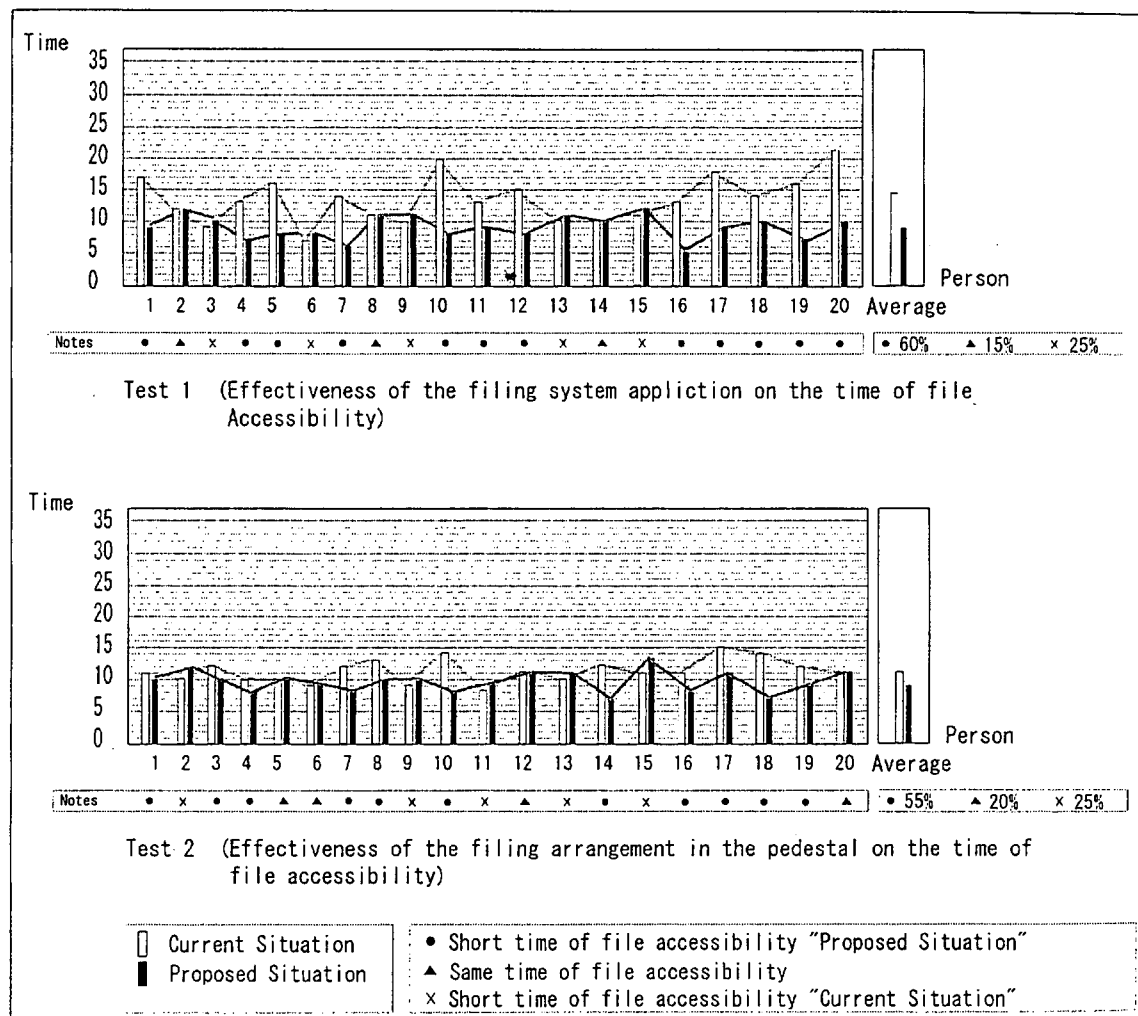 Time
35
30
25
20
15
10
5
0
Person
1 2 3 4 5 6 7 8 9 10 11 12 13 14 15 16 17 18 19 20 Average
Notes ● ▲ × ● ● × ● ▲ × ● ● ● × ▲ × ● ● ● ● ● ● 60% ▲ 15% × 25%
Test 1 (Effectiveness of the filing system appliction on the time of file
Accessibility)
Time
35
30
25
20
15
10
5
0
Person
1 2 3 4 5 6 7 8 9 10 11 12 13 14 15 16 17 18 19 20 Average
Notes ● × ● ● ▲ ▲ ● ● × ● × ▲ × ● × ● ● ● ● ▲ ● 55% ▲ 20% × 25%
Test 2 (Effectiveness of the filing arrangement in the pedestal on the time of
file accessibility)
Current Situation
Proposed Situation
● Short time of file accessibility "Proposed Situation"
▲ Same time of file accessibility
× Short time of file accessibility "Current Situation"